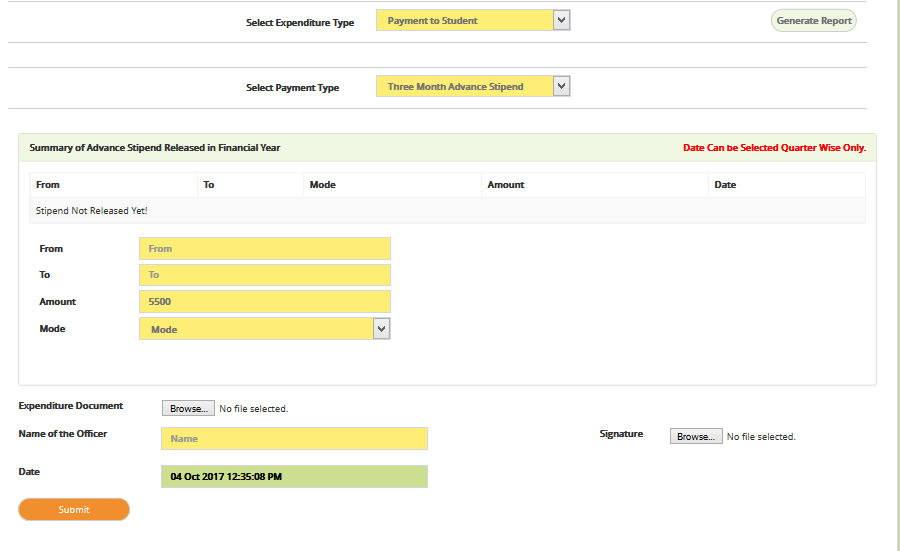 Select Expenditure Type Payment to Student Generate Report
Select Payment Type Three Month Advance Stipend
Summary of Advance Stipend Released in Financial Year Date Can be Selected Quarter Wise Only.
From To Mode Amount Date
Stipend Not Released Yet!
From From
To To
Amount 5500
Mode Mode
Expenditure Document Browse... No file selected.
Name of the Officer Name Signature Browse... No file selected.
Date 04 Oct 2017 12:35:08 PM
Submit